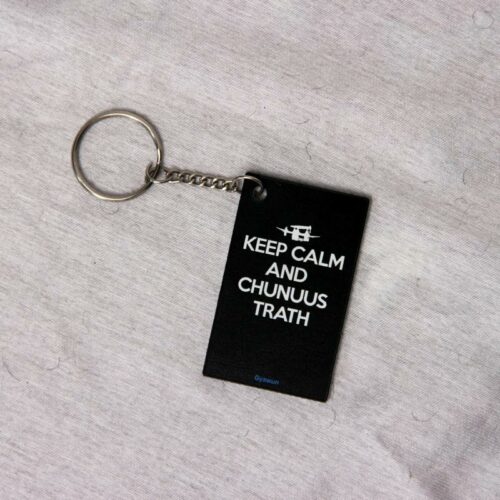 KEEP CALM
AND
CHUNUUS
TRATH